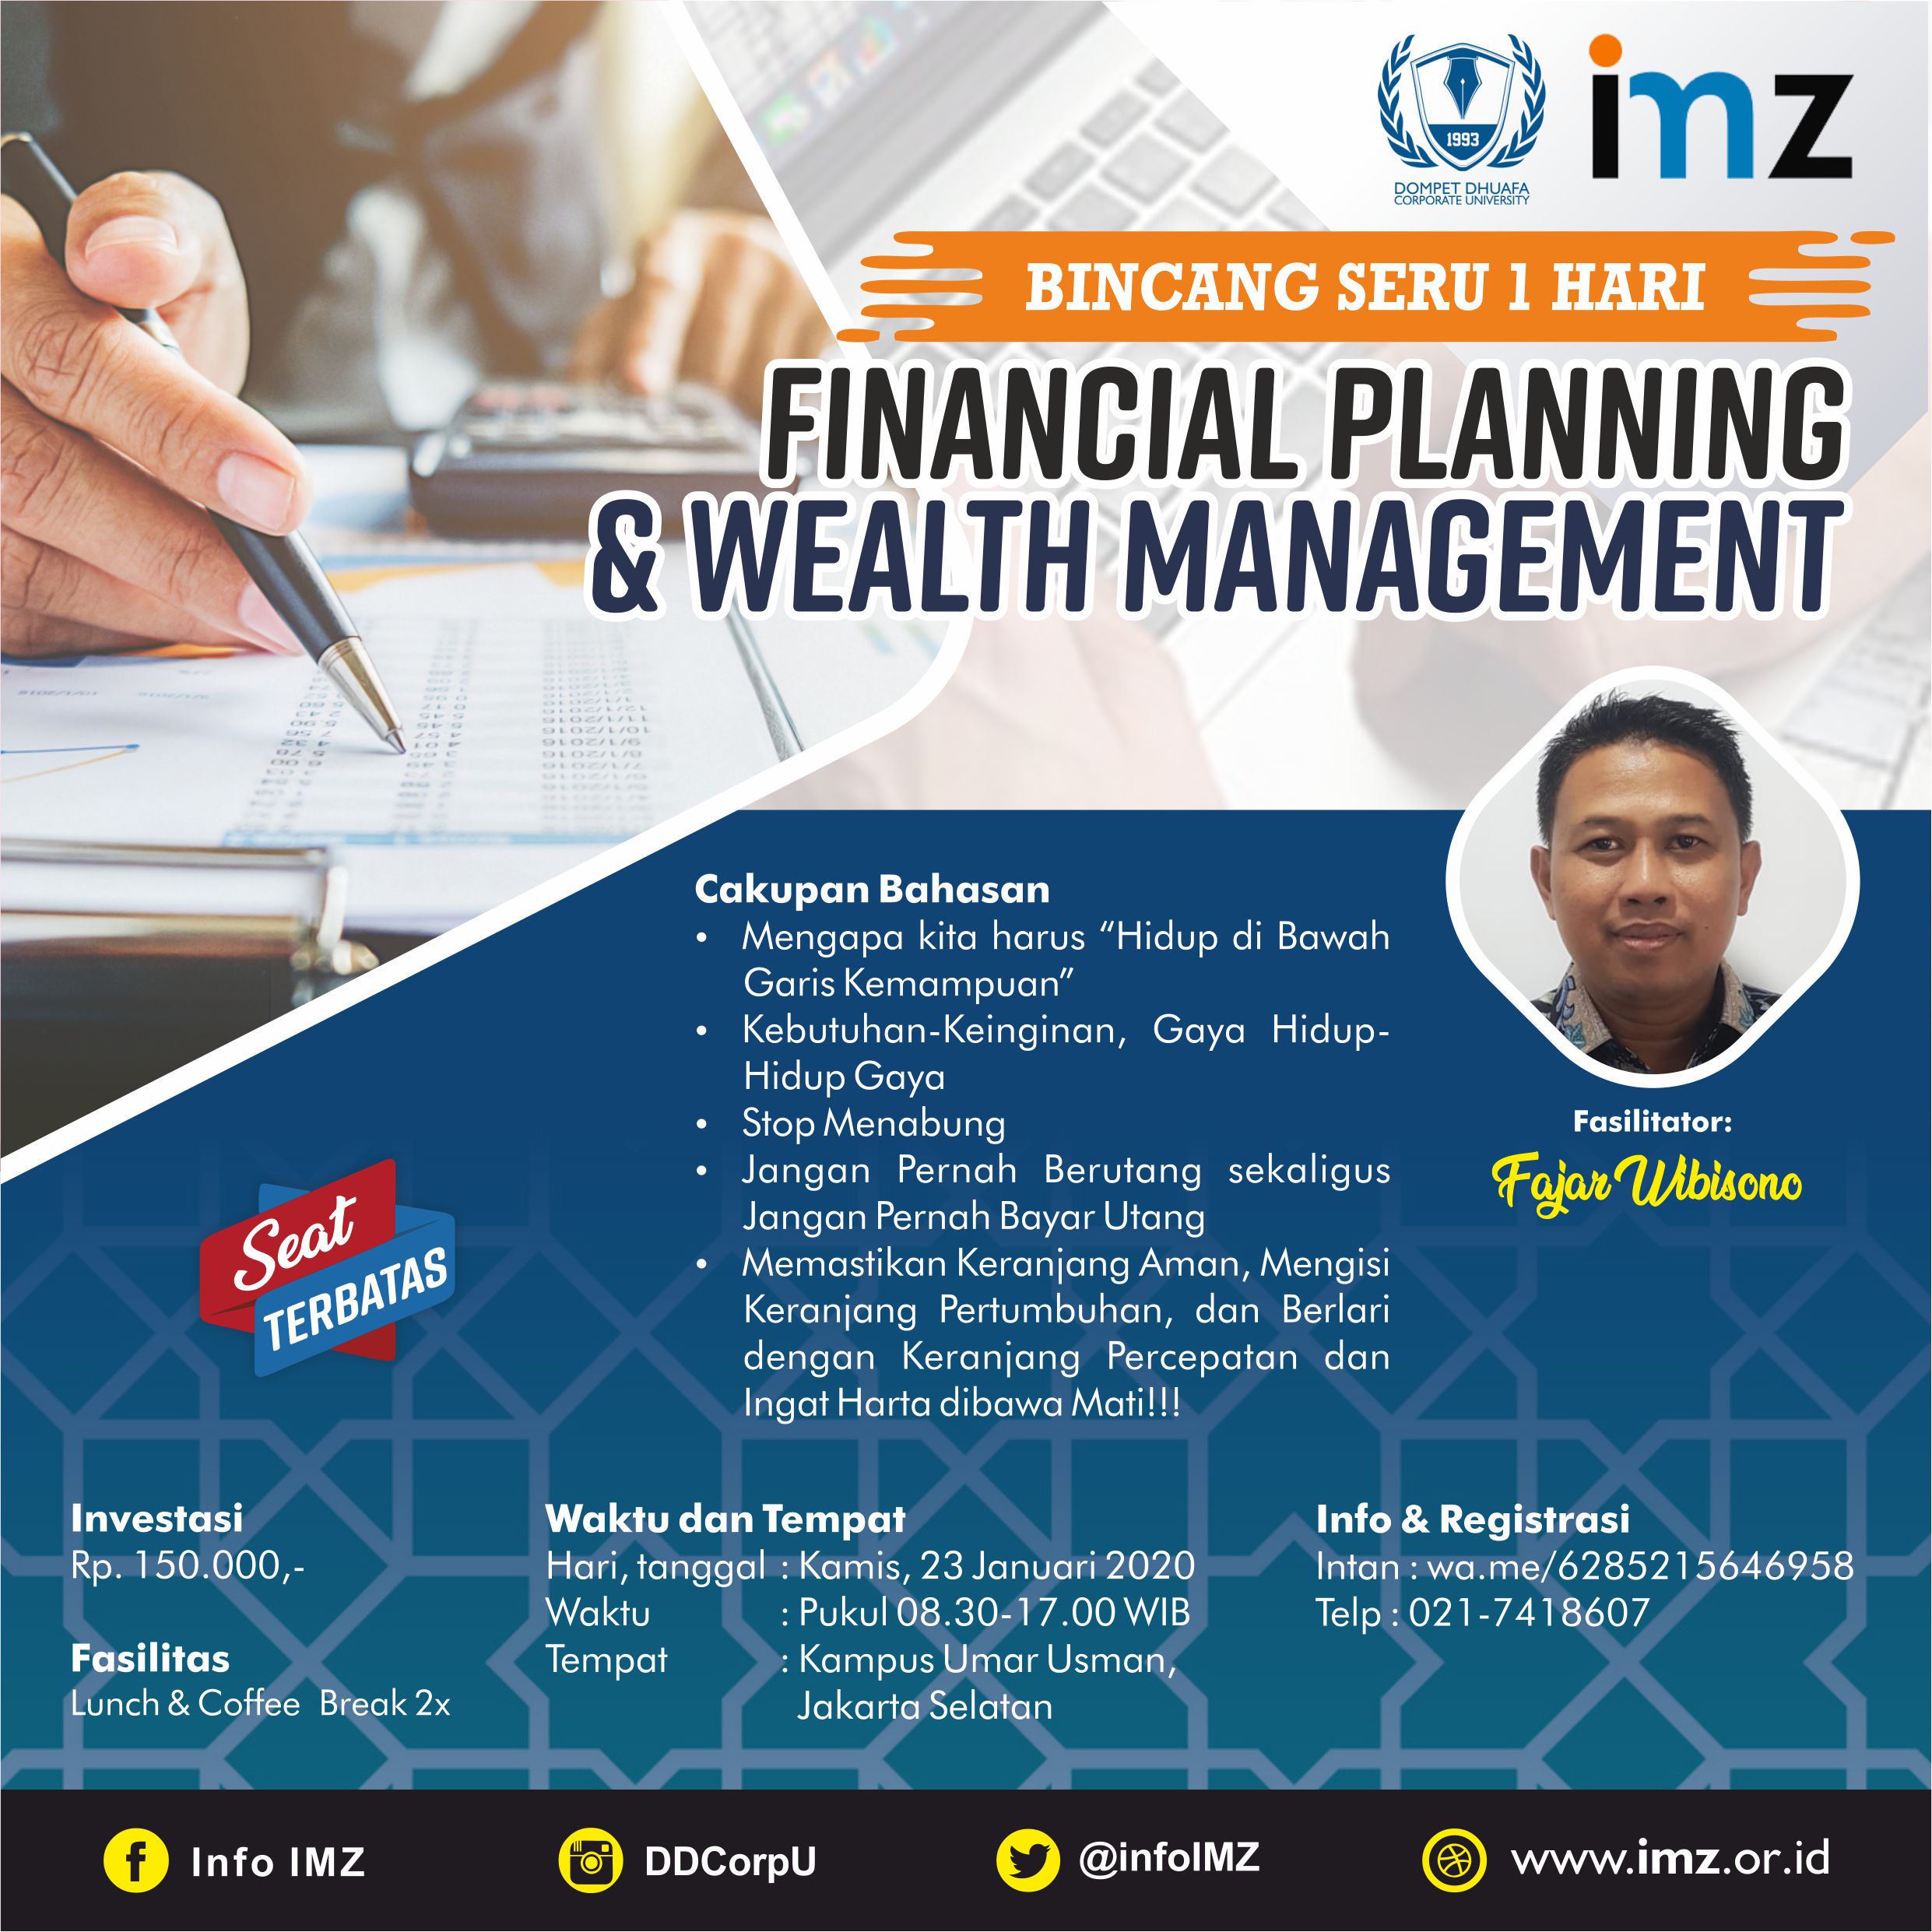 1993
DOMPET DHUAFA
CORPORATE UNIVERSITY
imz
BINCANG SERU 1 HARI
FINANCIAL PLANNING
& WEALTH MANAGEMENT
Cakupan Bahasan
• Mengapa kita harus “Hidup di Bawah
Garis Kemampuan”
• Kebutuhan-Keinginan, Gaya Hidup-
Hidup Gaya
• Stop Menabung
• Jangan Pernah Berutang sekaligus
Jangan Pernah Bayar Utang
• Memastikan Keranjang Aman, Mengisi
Keranjang Pertumbuhan, dan Berlari
dengan Keranjang Percepatan dan
Ingat Harta dibawa Mati!!!
Fasilitator:
Fajar Wibisono
Seat
TERBATAS
Investasi
Rp. 150.000,-
Fasilitas
Lunch & Coffee Break 2x
Waktu dan Tempat
Hari, tanggal : Kamis, 23 Januari 2020
Waktu : Pukul 08.30-17.00 WIB
Tempat : Kampus Umar Usman,
Jakarta Selatan
Info & Registrasi
Intan : wa.me/6285215646958
Telp : 021-7418607
Info IMZ
DDCorpU
@infoIMZ
www.imz.or.id